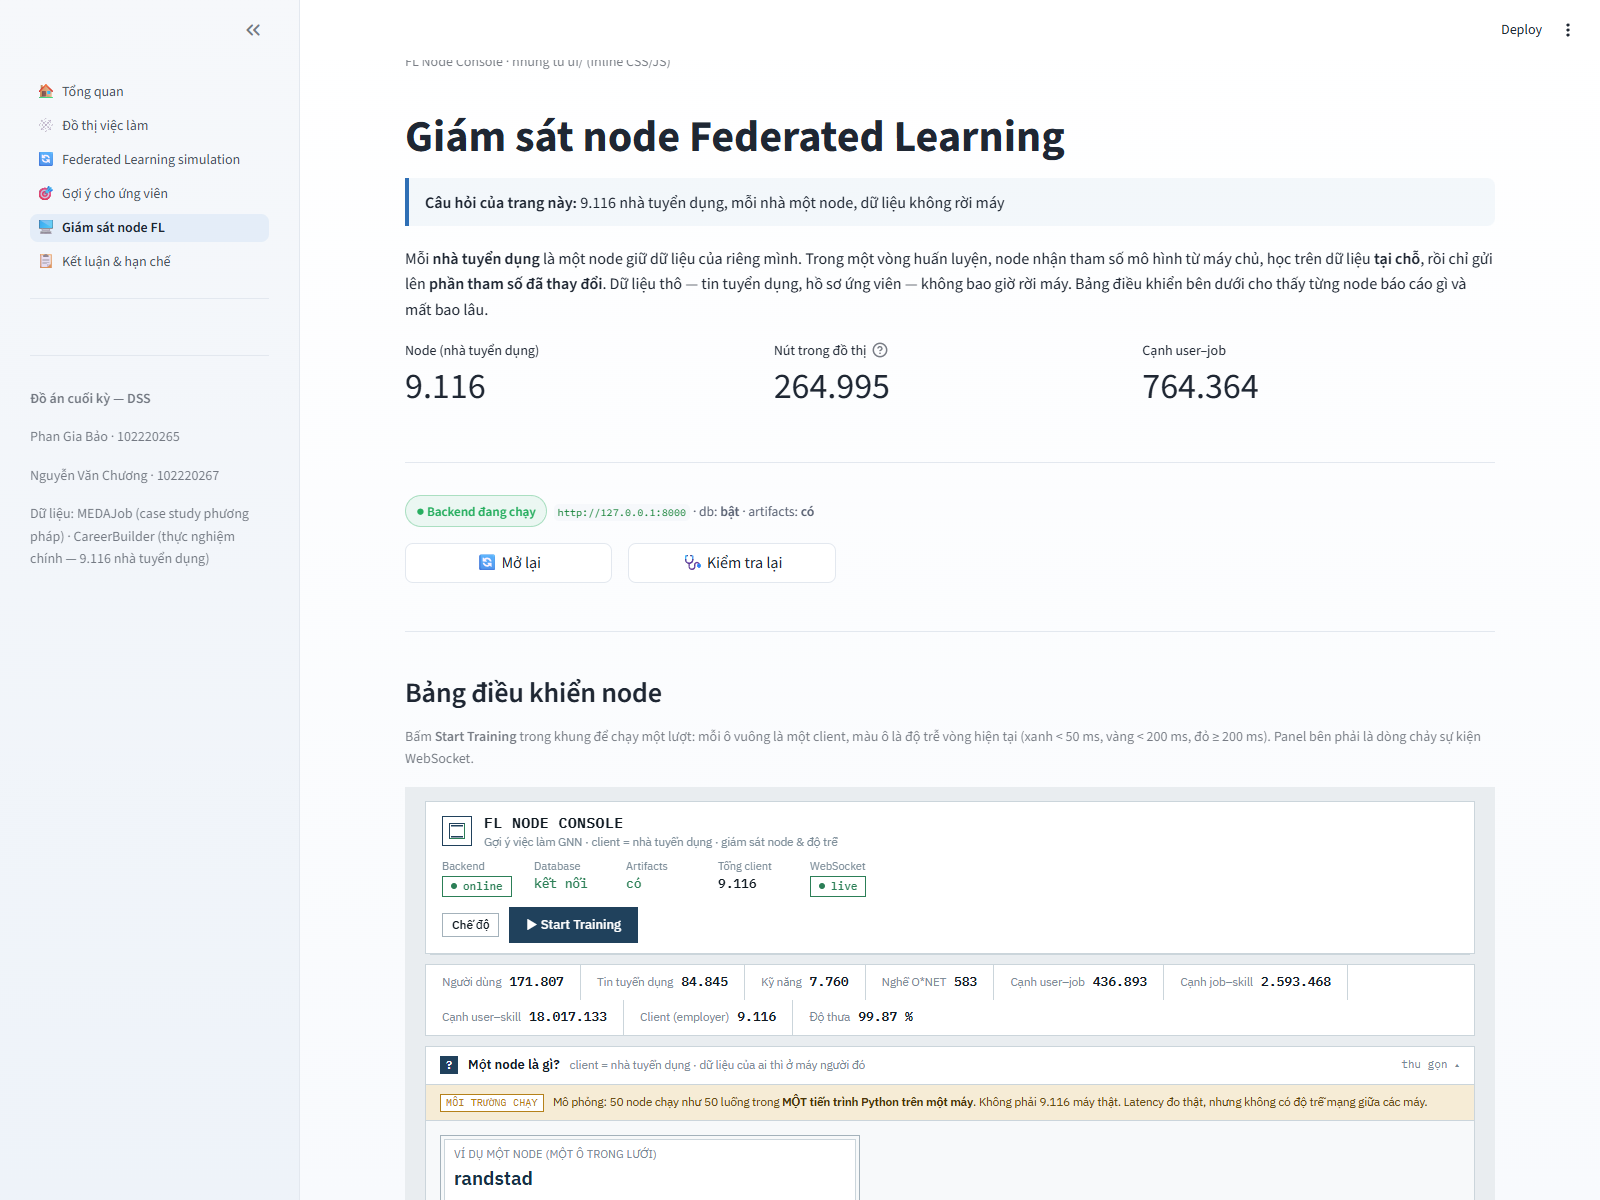 Deploy
FL Node Console · nhúng từ ui/ (inline CSS/JS)
Tổng quan
Đồ thị việc làm
Federated Learning simulation
Gợi ý cho ứng viên
Giám sát node FL
Kết luận & hạn chế
Đồ án cuối kỳ — DSS
Phan Gia Bảo · 102220265
Nguyễn Văn Chương · 102220267
Dữ liệu: MEDAJob (case study phương
pháp) · CareerBuilder (thực nghiệm
chính — 9.116 nhà tuyển dụng)
Giám sát node Federated Learning
Câu hỏi của trang này: 9.116 nhà tuyển dụng, mỗi nhà một node, dữ liệu không rời máy
Mỗi nhà tuyển dụng là một node giữ dữ liệu của riêng mình. Trong một vòng huấn luyện, node nhận tham số mô hình từ máy chủ, học trên dữ liệu tại chỗ, rồi chỉ gửi
lên phần tham số đã thay đổi. Dữ liệu thô — tin tuyển dụng, hồ sơ ứng viên — không bao giờ rời máy. Bảng điều khiển bên dưới cho thấy từng node báo cáo gì và
mất bao lâu.
Node (nhà tuyển dụng)
9.116
Nút trong đồ thị
264.995
Cạnh user–job
764.364
Backend đang chạy http://127.0.0.1:8000 · db: bật · artifacts: có
Mở lại
Kiểm tra lại
Bảng điều khiển node
Bấm Start Training trong khung để chạy một lượt: mỗi ô vuông là một client, màu ô là độ trễ vòng hiện tại (xanh < 50 ms, vàng < 200 ms, đỏ ≥ 200 ms). Panel bên phải là dòng chảy sự kiện
WebSocket.
FL NODE CONSOLE
Gợi ý việc làm GNN · client = nhà tuyển dụng · giám sát node & độ trễ
Backend Database Artifacts Tổng client WebSocket
● online kết nối có 9.116 ● live
Chế độ ▶ Start Training
Người dùng 171.807 Tin tuyển dụng 84.845 Kỹ năng 7.760 Nghề O*NET 583 Cạnh user–job 436.893 Cạnh job–skill 2.593.468
Cạnh user–skill 18.017.133 Client (employer) 9.116 Độ thưa 99.87 %
? Một node là gì? client = nhà tuyển dụng · dữ liệu của ai thì ở máy người đó thu gọn ▴
MÔI TRƯỜNG CHẠY Mô phỏng: 50 node chạy như 50 luồng trong MỘT tiến trình Python trên một máy. Không phải 9.116 máy thật. Latency đo thật, nhưng không có độ trễ mạng giữa các máy.
VÍ DỤ MỘT NODE (MỘT Ô TRONG LƯỚI)
randstad